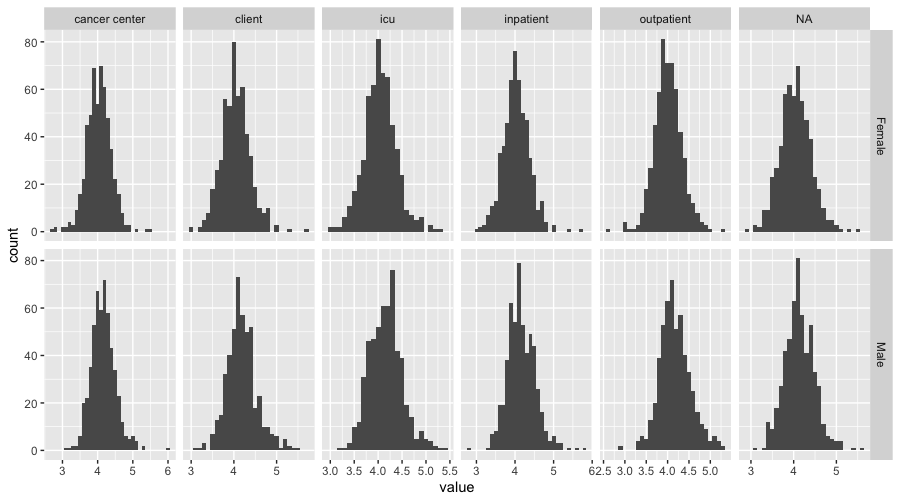 cancer center client icu inpatient outpatient NA
80
60
40
20
0
Female
count
80
60
40
20
0
Male
3 4 5 6 3 4 5 3.0 3.5 4.0 4.5 5.0 5.5 3 4 5 6 2.5 3.0 3.5 4.0 4.5 5.0 3 4 5
value